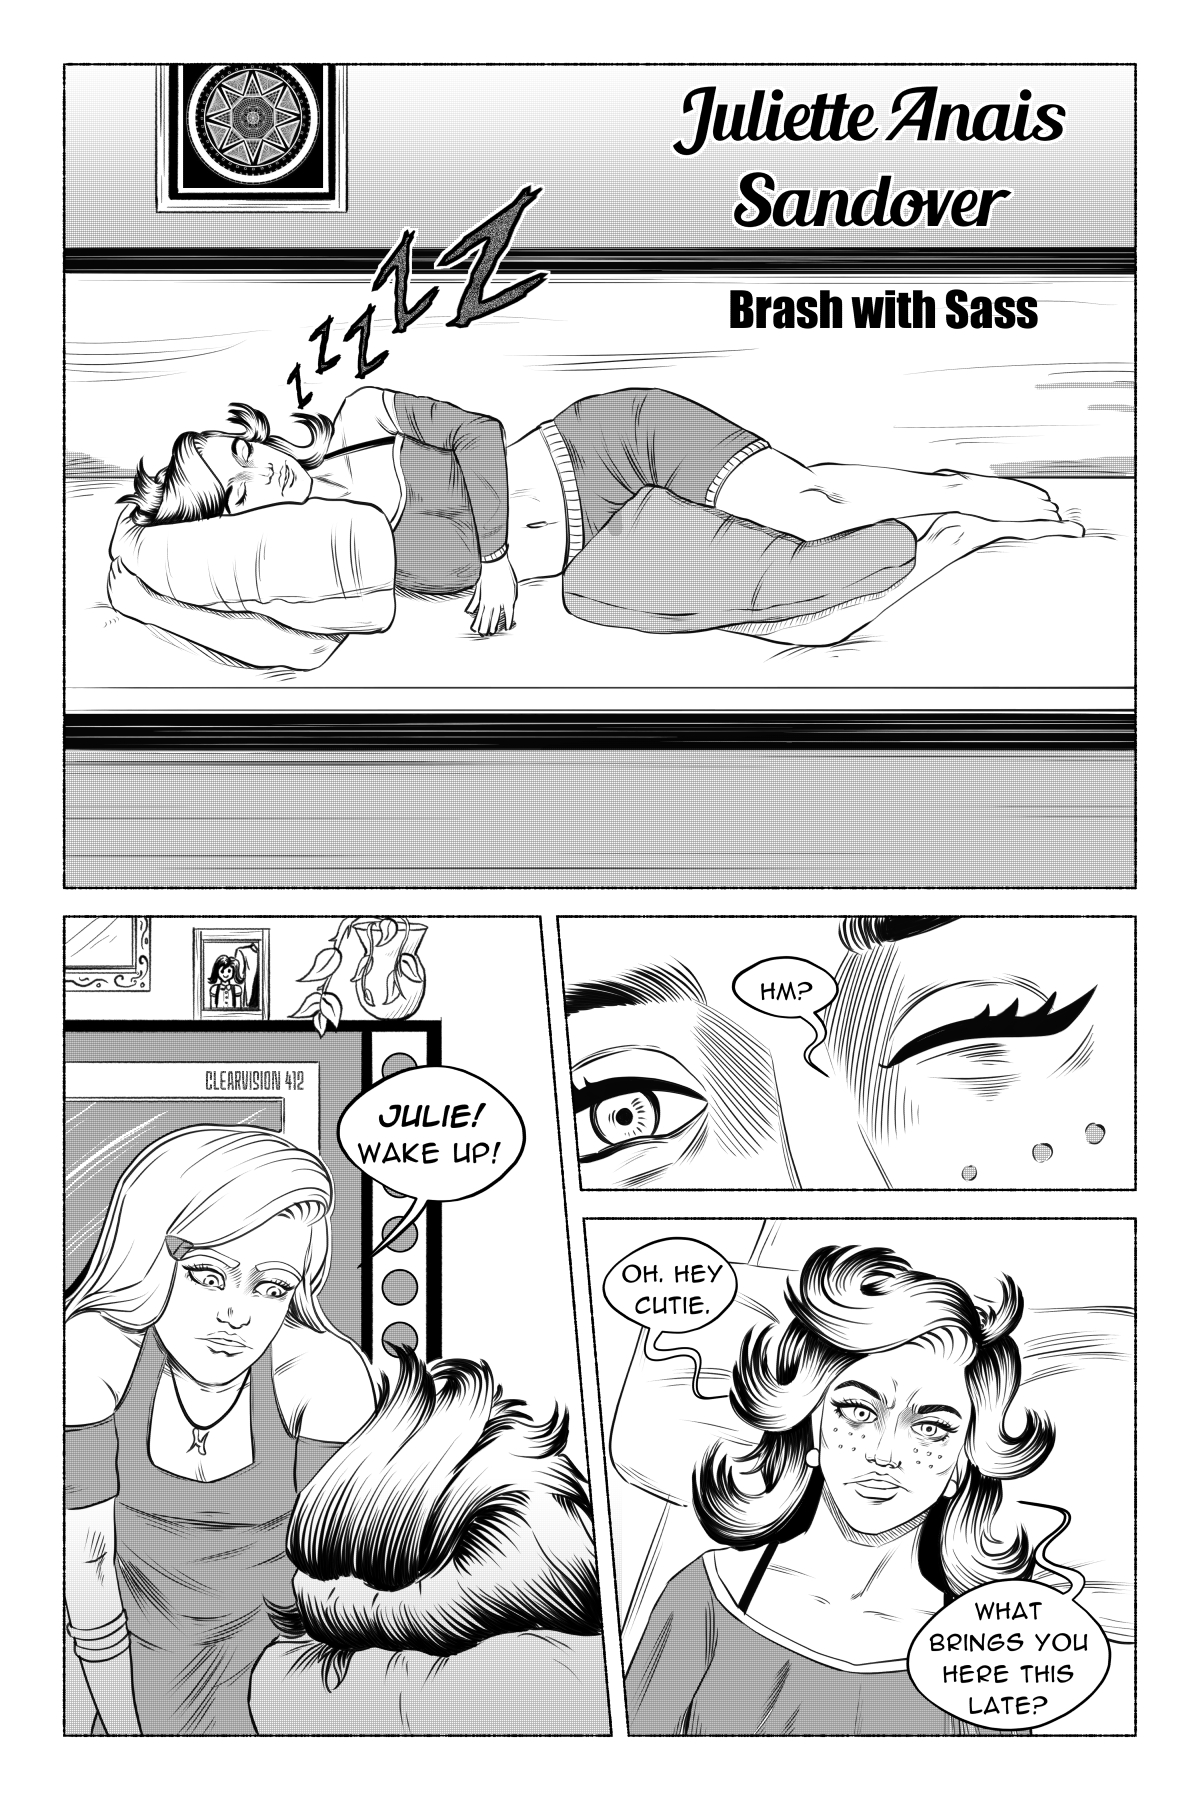 Juliette Anais
Sandover
Brash with Sass
z z z z z
CLEARVISION 412
JULIE!
WAKE UP!
HM?
OH, HEY
CUTIE.
WHAT
BRINGS YOU
HERE THIS
LATE?